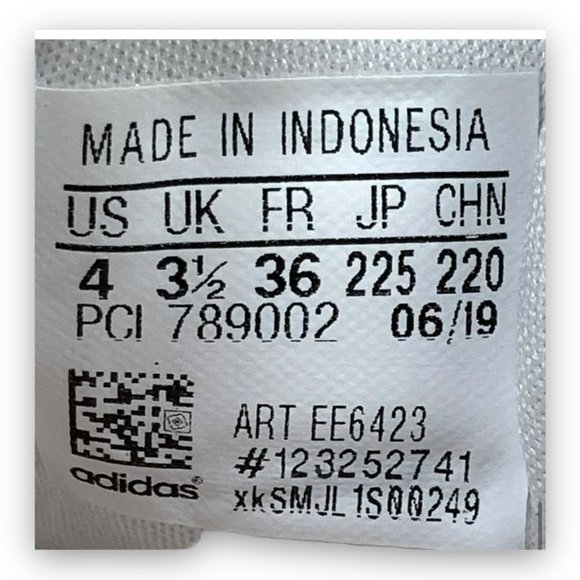 MADE IN INDONESIA
US UK FR JP CHN
4 3½ 36 225 220
PCI 789002 06/19
ART EE6423
#123252741
adidas®
xkSMJL1S00249